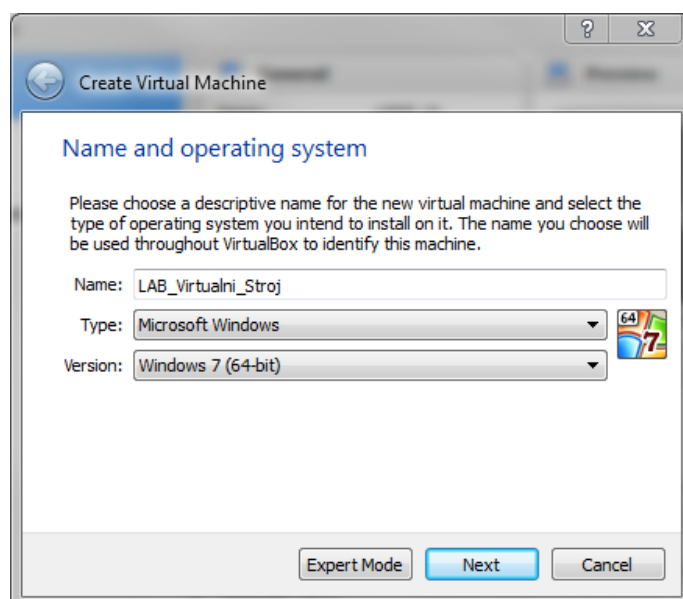 Create Virtual Machine
Name and operating system
Please choose a descriptive name for the new virtual machine and select the
type of operating system you intend to install on it. The name you choose will
be used throughout VirtualBox to identify this machine.
Name: LAB_Virtualni_Stroj
Type: Microsoft Windows
64
7
Version: Windows 7 (64-bit)
Expert Mode Next Cancel